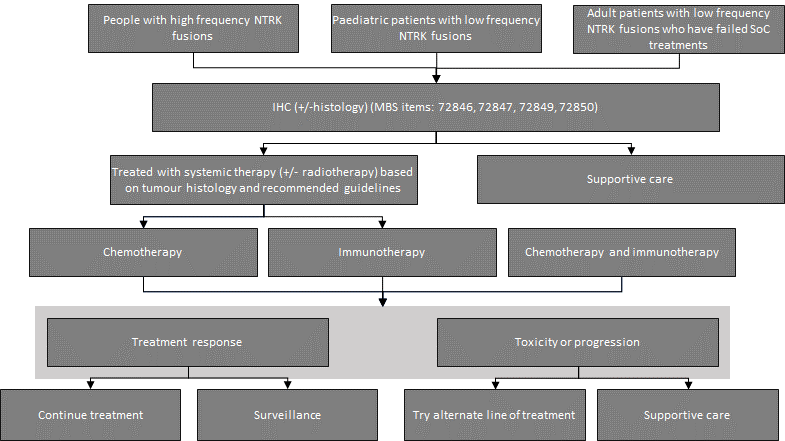 People with high frequency NTRK
fusions
Paediatric patients with low frequency
NTRK fusions
Adult patients with low frequency
NTRK fusions who have failed SoC
treatments
IHC (+/-histology) (MBS items: 72846, 72847, 72849, 72850)
Treated with systemic therapy (+/- radiotherapy) based
on tumour histology and recommended guidelines
Supportive care
Chemotherapy
Immunotherapy
Chemotherapy and immunotherapy
Treatment response
Toxicity or progression
Continue treatment
Surveillance
Try alternate line of treatment
Supportive care